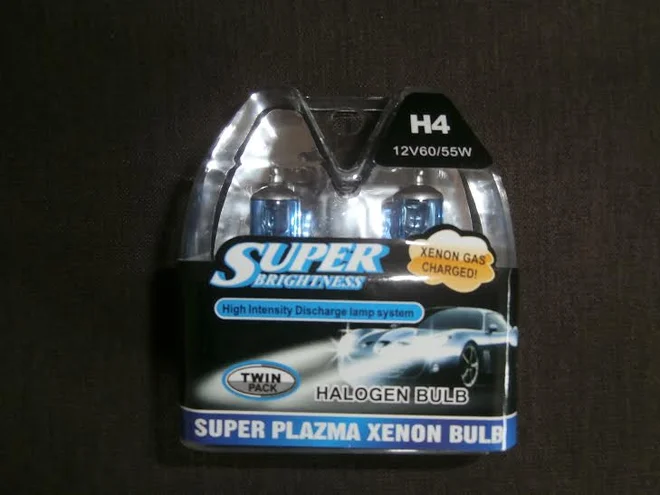 H4
12V60/55W
SUPER
BRIGHTNESS
XENON GAS
CHARGED!
High Intensity Discharge lamp system
TWIN
PACK
HALOGEN BULB
SUPER PLAZMA XENON BULB